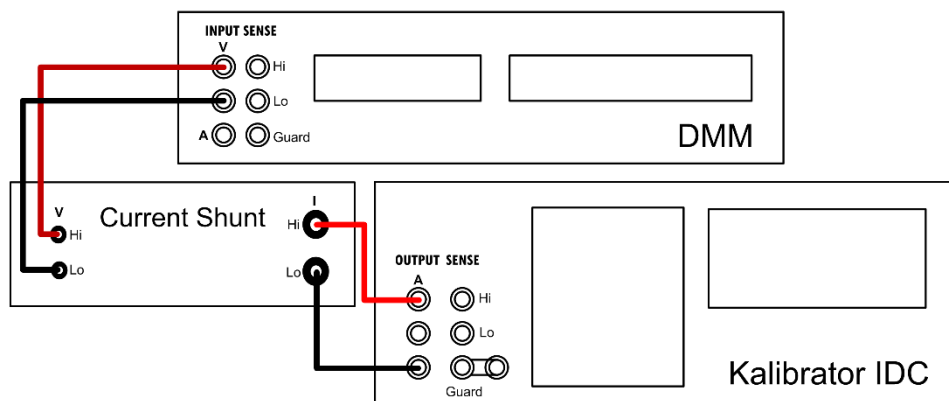 INPUT SENSE
V
Hi
Lo
A
Guard
DMM
V
Current Shunt
I
Hi
Hi
Lo
Lo
OUTPUT SENSE
A
Hi
Lo
Guard
Kalibrator IDC